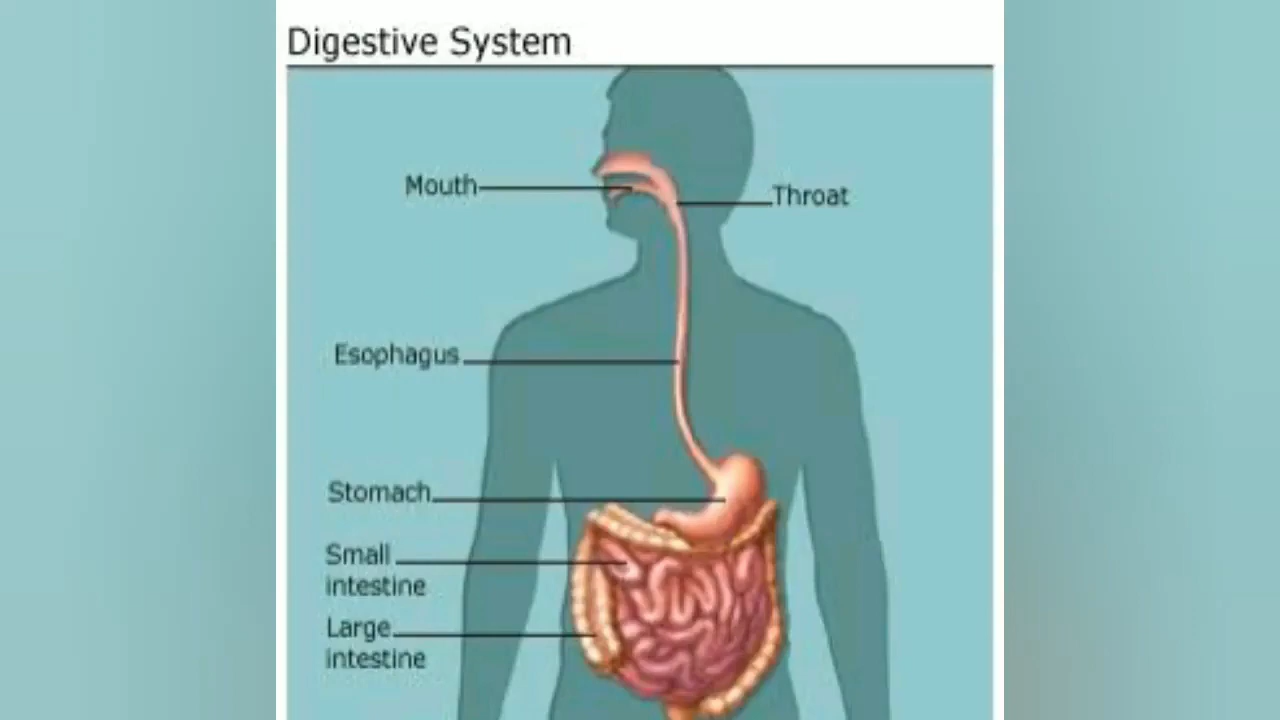 Digestive System
Mouth
Throat
Esophagus
Stomach
Small
intestine
Large
intestine